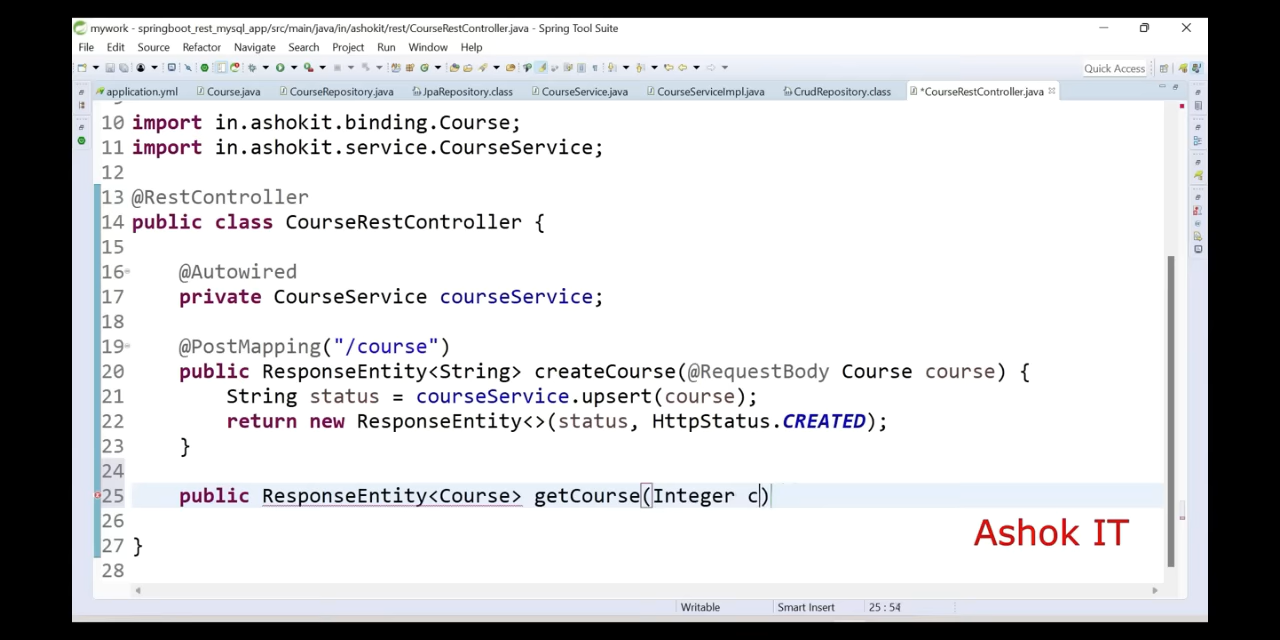 mywork - springboot_rest_mysql_app/src/main/java/in/ashokit/rest/CourseRestController.java - Spring Tool Suite
File Edit Source Refactor Navigate Search Project Run Window Help
Quick Access
application.yml Course.java CourseRepository.java JpaRepository.class CourseService.java CourseServiceImpl.java CrudRepository.class *CourseRestController.java
10 import in.ashokit.binding.Course;
11 import in.ashokit.service.CourseService;
12
13 @RestController
14 public class CourseRestController {
15
16 @Autowired
17 private CourseService courseService;
18
19 @PostMapping("/course")
20 public ResponseEntity<String> createCourse(@RequestBody Course course) {
21 String status = courseService.upsert(course);
22 return new ResponseEntity<>(status, HttpStatus.CREATED);
23 }
24
25 public ResponseEntity<Course> getCourse(Integer c)
26
Ashok IT
27 }
28
Writable Smart Insert 25 : 54